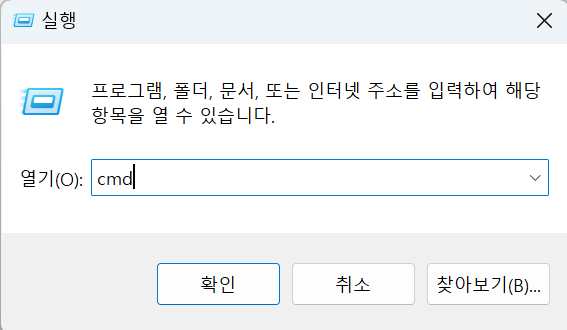 실행
프로그램, 폴더, 문서, 또는 인터넷 주소를 입력하여 해당
항목을 열 수 있습니다.
열기(O): cmd
확인 취소 찾아보기(B)...